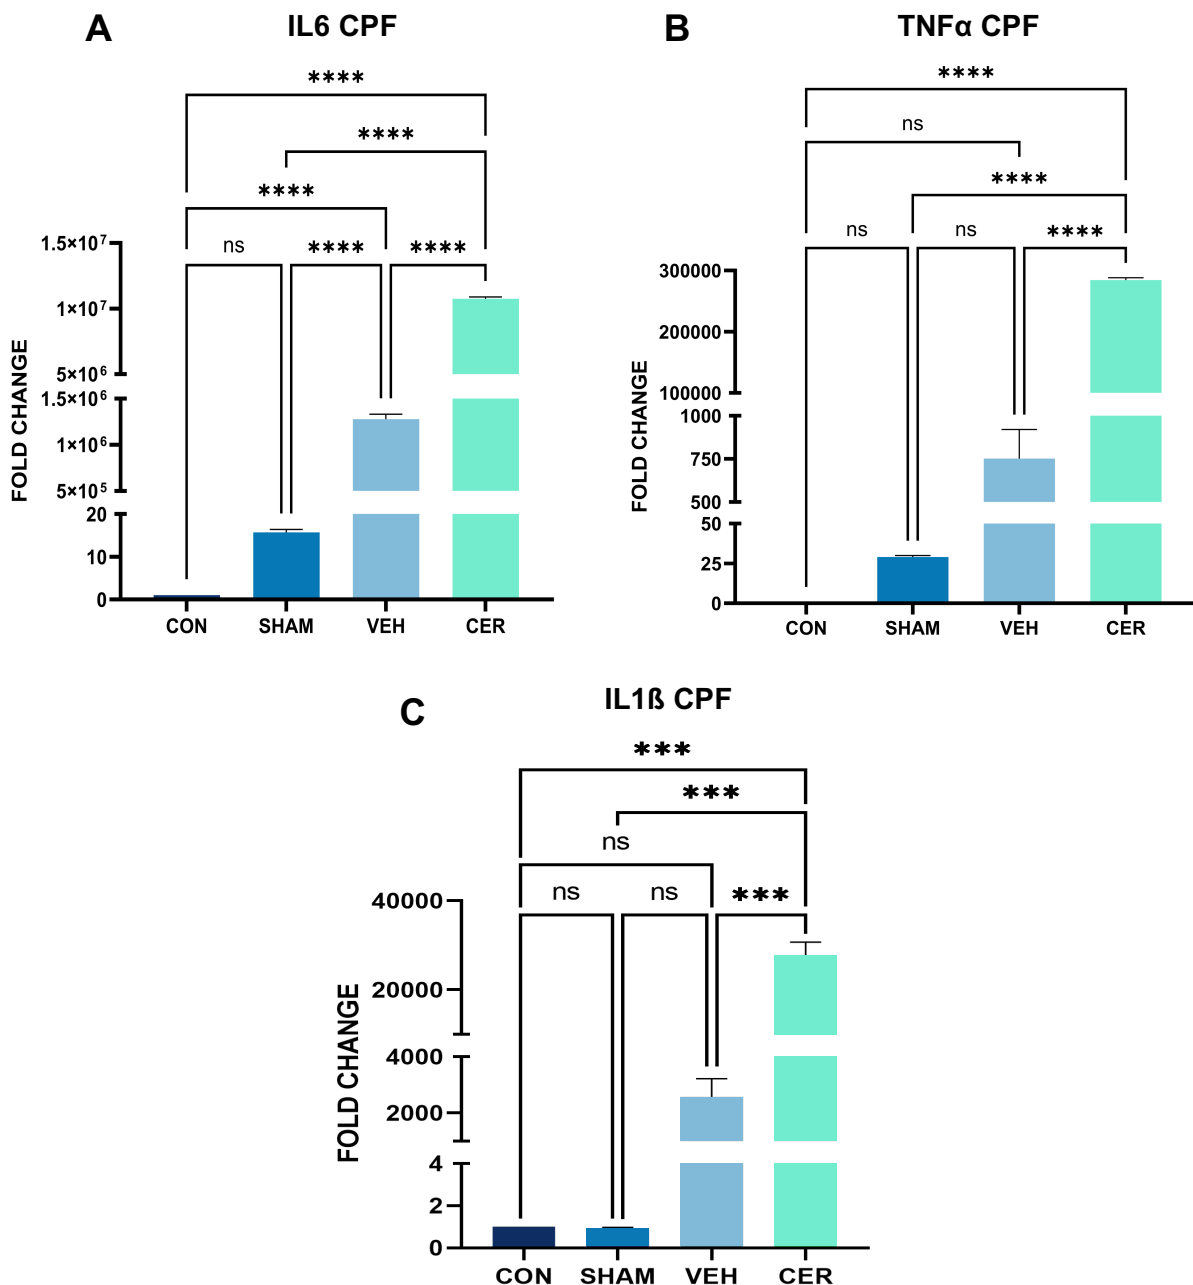 A
IL6 CPF
****
****
****
ns
****
****
1.5×10⁷
1×10⁷
5×10⁶
1.5×10⁶
1×10⁶
5×10⁵
20
10
0
FOLD CHANGE
CON
SHAM
VEH
CER
B
TNFα CPF
****
ns
****
ns
ns
****
300000
200000
100000
1000
750
500
50
25
0
FOLD CHANGE
CON
SHAM
VEH
CER
C
IL1ß CPF
***
***
ns
ns
ns
***
40000
20000
4000
2000
4
2
0
FOLD CHANGE
CON
SHAM
VEH
CER